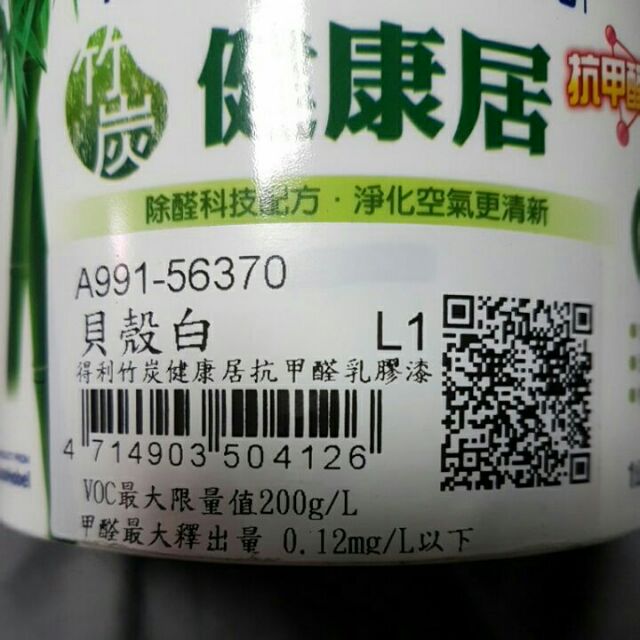 竹炭
健康居
抗甲醛
除醛科技配方·淨化空氣更清新
A991-56370
貝殼白 L1
得利竹炭健康居抗甲醛乳膠漆
4 714903 504126
VOC最大限量值200g/L
甲醛最大釋出量 0.12mg/L以下